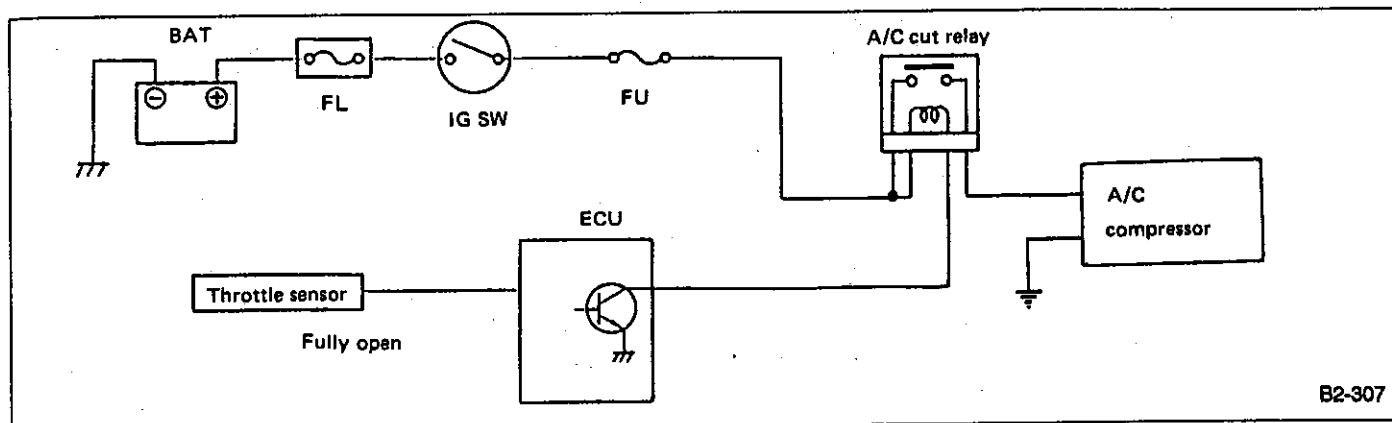 BAT
A/C cut relay
FL
IG SW
FU
ECU
A/C
compressor
Throttle sensor
Fully open
B2-307